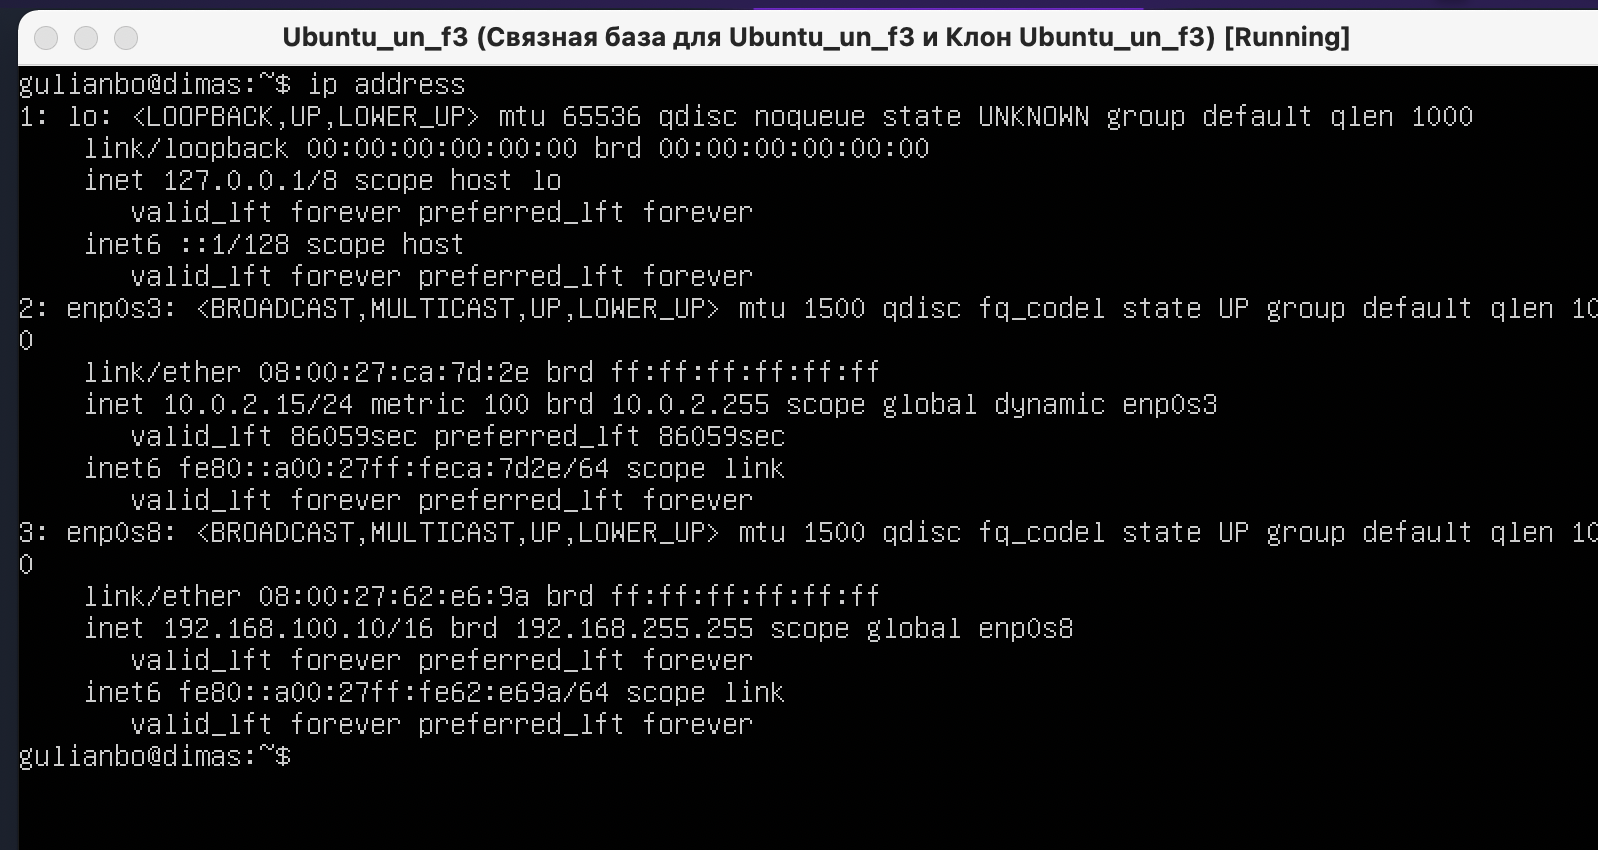 Ubuntu_un_f3 (Связная база для Ubuntu_un_f3 и Клон Ubuntu_un_f3) [Running]
gulianbo@dimas:~$ ip address
1: lo: <LOOPBACK,UP,LOWER_UP> mtu 65536 qdisc noqueue state UNKNOWN group default qlen 1000
    link/loopback 00:00:00:00:00:00 brd 00:00:00:00:00:00
    inet 127.0.0.1/8 scope host lo
       valid_lft forever preferred_lft forever
    inet6 ::1/128 scope host
       valid_lft forever preferred_lft forever
2: enp0s3: <BROADCAST,MULTICAST,UP,LOWER_UP> mtu 1500 qdisc fq_codel state UP group default qlen 10
0
    link/ether 08:00:27:ca:7d:2e brd ff:ff:ff:ff:ff:ff
    inet 10.0.2.15/24 metric 100 brd 10.0.2.255 scope global dynamic enp0s3
       valid_lft 86059sec preferred_lft 86059sec
    inet6 fe80::a00:27ff:feca:7d2e/64 scope link
       valid_lft forever preferred_lft forever
3: enp0s8: <BROADCAST,MULTICAST,UP,LOWER_UP> mtu 1500 qdisc fq_codel state UP group default qlen 10
0
    link/ether 08:00:27:62:e6:9a brd ff:ff:ff:ff:ff:ff
    inet 192.168.100.10/16 brd 192.168.255.255 scope global enp0s8
       valid_lft forever preferred_lft forever
    inet6 fe80::a00:27ff:fe62:e69a/64 scope link
       valid_lft forever preferred_lft forever
gulianbo@dimas:~$